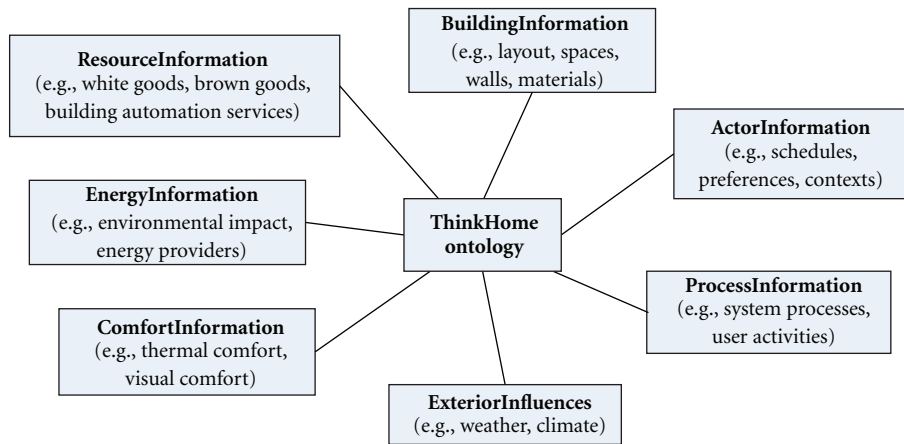 BuildingInformation
(e.g., layout, spaces,
walls, materials)
ResourceInformation
(e.g., white goods, brown goods,
building automation services)
ActorInformation
(e.g., schedules,
preferences, contexts)
EnergyInformation
(e.g., environmental impact,
energy providers)
ThinkHome
ontology
ProcessInformation
(e.g., system processes,
user activities)
ComfortInformation
(e.g., thermal comfort,
visual comfort)
ExteriorInfluences
(e.g., weather, climate)